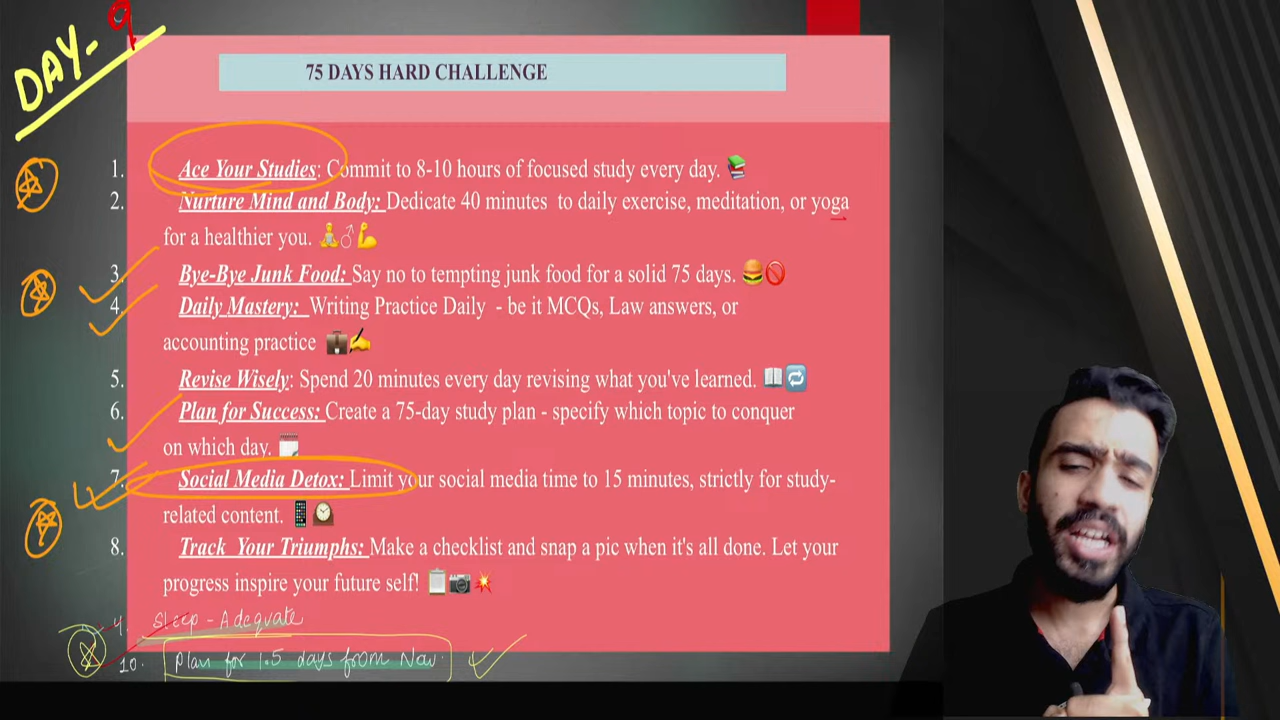 DAY- 9
75 DAYS HARD CHALLENGE
1. Ace Your Studies: Commit to 8-10 hours of focused study every day. 📚
2. Nurture Mind and Body: Dedicate 40 minutes to daily exercise, meditation, or yoga
for a healthier you. 🧘♂💪
3. Bye-Bye Junk Food: Say no to tempting junk food for a solid 75 days. 🍔🚫
4. Daily Mastery: Writing Practice Daily - be it MCQs, Law answers, or
accounting practice 💼✍
5. Revise Wisely: Spend 20 minutes every day revising what you've learned. 📖🔁
6. Plan for Success: Create a 75-day study plan - specify which topic to conquer
on which day. 🗒
7. Social Media Detox: Limit your social media time to 15 minutes, strictly for study-
related content. 📱🕰
8. Track Your Triumphs: Make a checklist and snap a pic when it's all done. Let your
progress inspire your future self! 📋📷💥
Sleep - Adequate
10. Plan for 1.5 days from Nov.